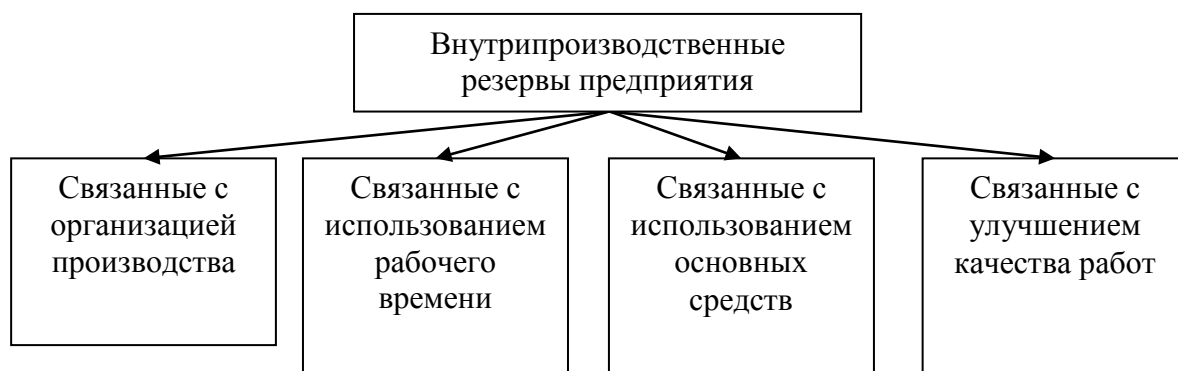 Внутрипроизводственные
резервы предприятия
Связанные с
организацией
производства
Связанные с
использованием
рабочего
времени
Связанные с
использованием
основных
средств
Связанные с
улучшением
качества работ